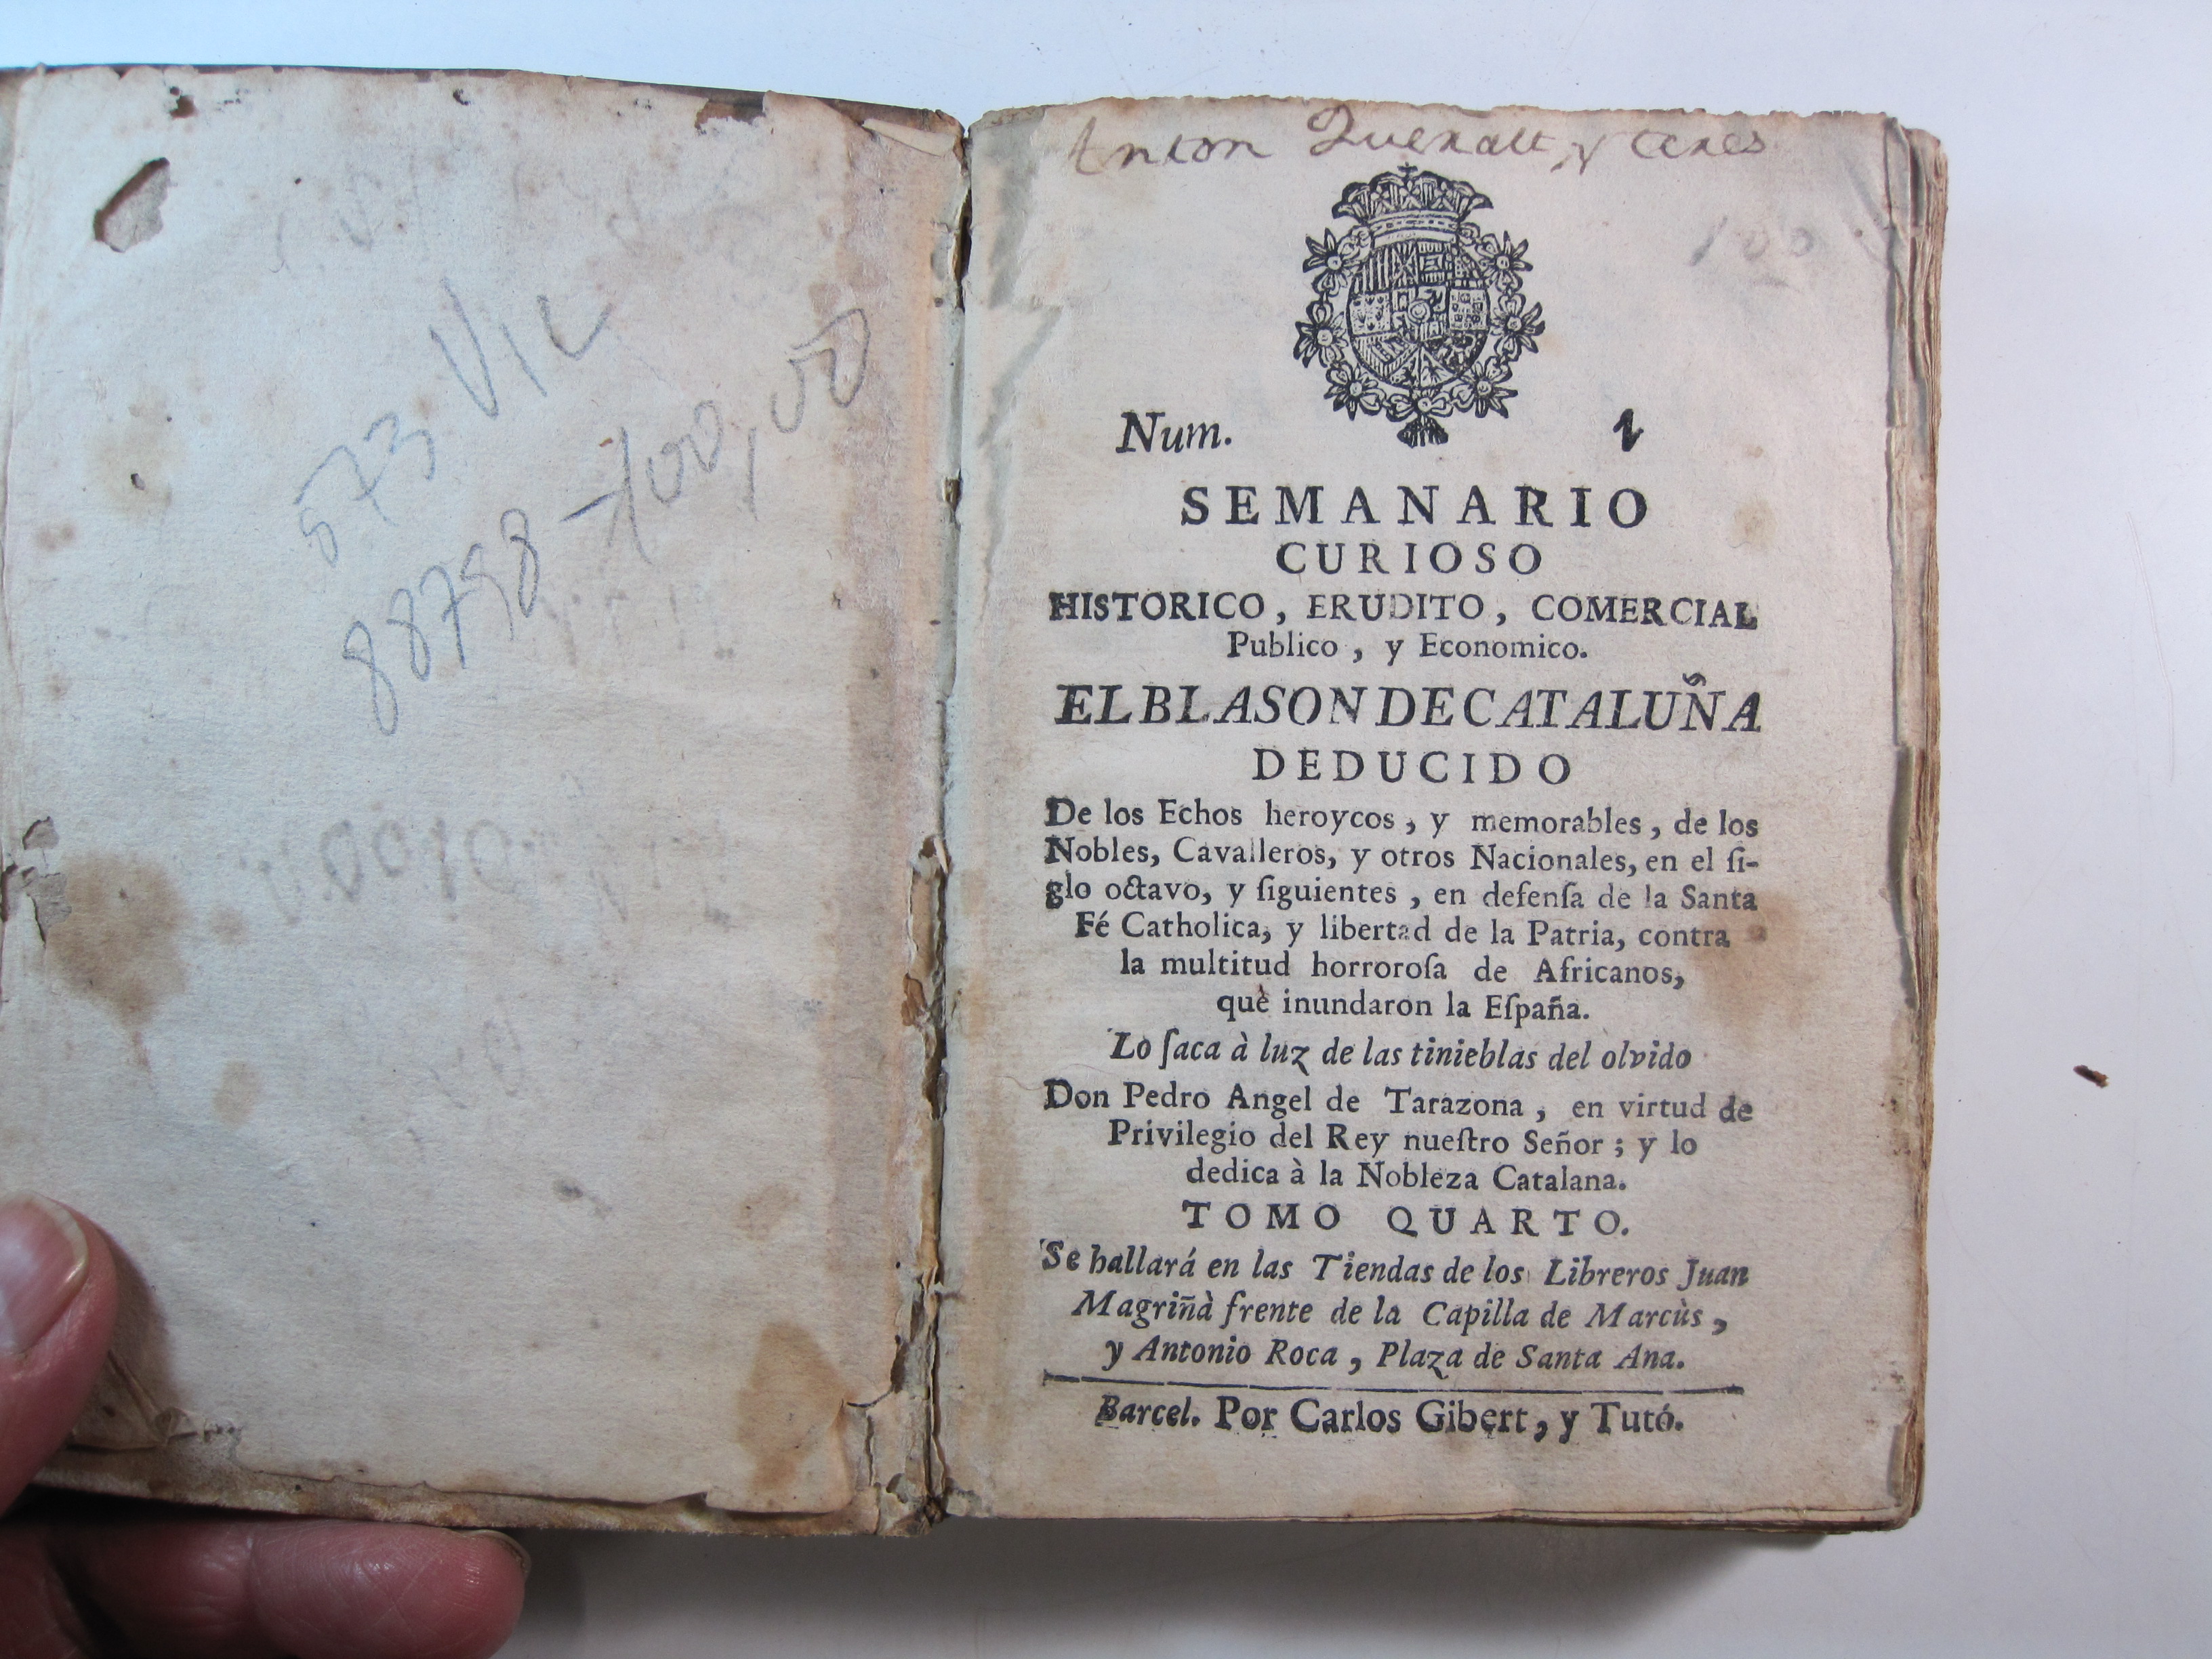 573 VIL
88798-100,00
Anton
100
Num. 1
SEMANARIO
CURIOSO
HISTORICO, ERUDITO, COMERCIAL
Publico, y Economico.
EL BLASON DE CATALUÑA
DEDUCIDO
De los Echos heroycos, y memorables, de los
Nobles, Cavalleros, y otros Nacionales, en el ſi-
glo octavo, y ſiguientes, en defenſa de la Santa
Fé Catholica, y libertad de la Patria, contra
la multitud horroroſa de Africanos,
què inundaron la Eſpaña.
Lo ſaca à luz de las tinieblas del olvido
Don Pedro Angel de Tarazona, en virtud de
Privilegio del Rey nueſtro Señor; y lo
dedica à la Nobleza Catalana.
TOMO QUARTO.
Se hallará en las Tiendas de los Libreros Juan
Magriñà frente de la Capilla de Marcùs,
y Antonio Roca, Plaza de Santa Ana.
Barcel. Por Carlos Gibert, y Tutó.